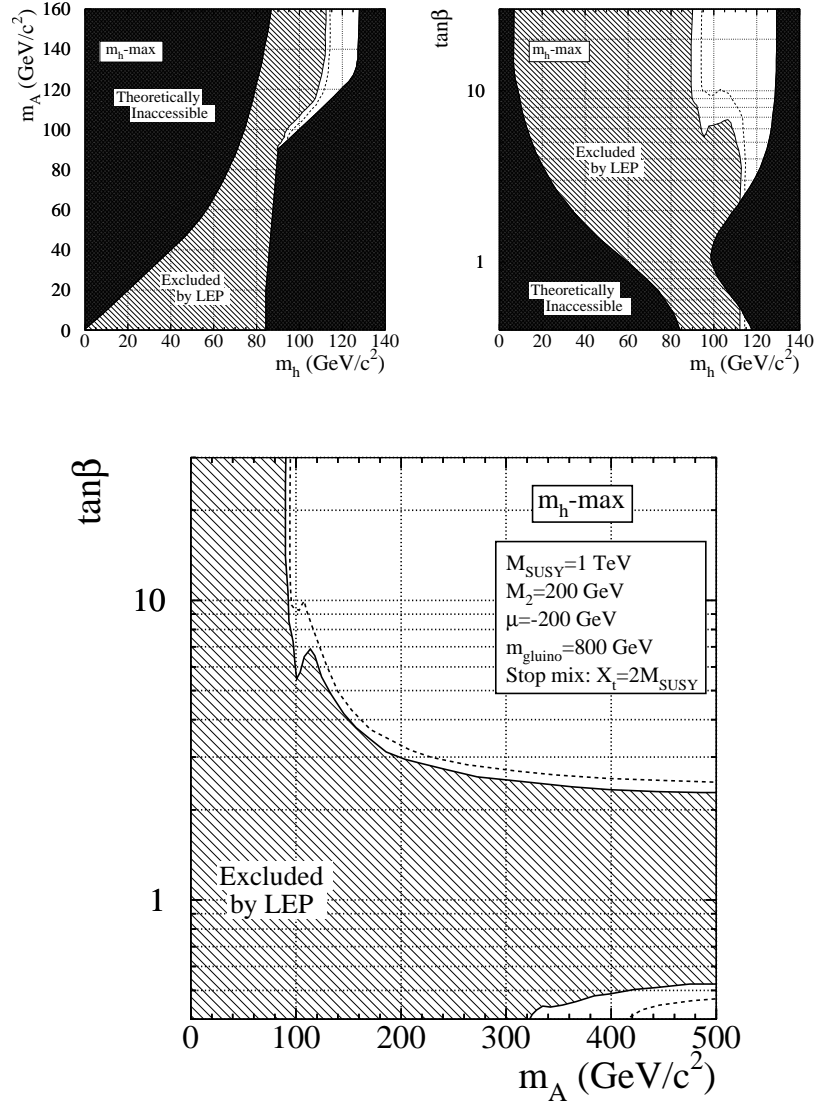 160
140
120
100
80
60
40
20
0
m_A (GeV/c²)
m_h-max
Theoretically
Inaccessible
Excluded
by LEP
0 20 40 60 80 100 120 140
m_h (GeV/c²)
tanβ
10
1
m_h-max
Excluded
by LEP
Theoretically
Inaccessible
0 20 40 60 80 100 120 140
m_h (GeV/c²)
tanβ
10
1
m_h-max
M_SUSY=1 TeV
M_2=200 GeV
μ=-200 GeV
m_gluino=800 GeV
Stop mix: X_t=2M_SUSY
Excluded
by LEP
0 100 200 300 400 500
m_A (GeV/c²)